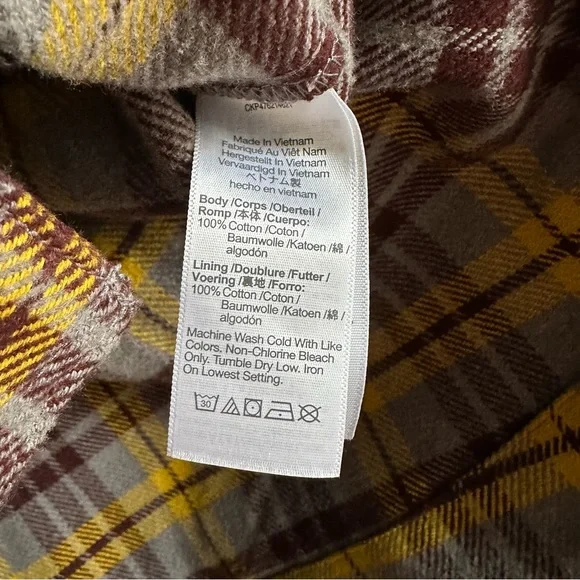 Made In Vietnam
Fabriqué Au Viêt Nam
Hergestellt In Vietnam
Vervaardigd In Vietnam
ベトナム製
hecho en vietnam
Body /Corps /Oberteil /
Romp /本体 /Cuerpo:
100% Cotton /Coton /
Baumwolle /Katoen /綿 /
algodón
Lining /Doublure /Futter /
Voering /裏地 /Forro:
100% Cotton /Coton /
Baumwolle /Katoen /綿 /
algodón
Machine Wash Cold With Like
Colors. Non-Chlorine Bleach
Only. Tumble Dry Low. Iron
On Lowest Setting.
30